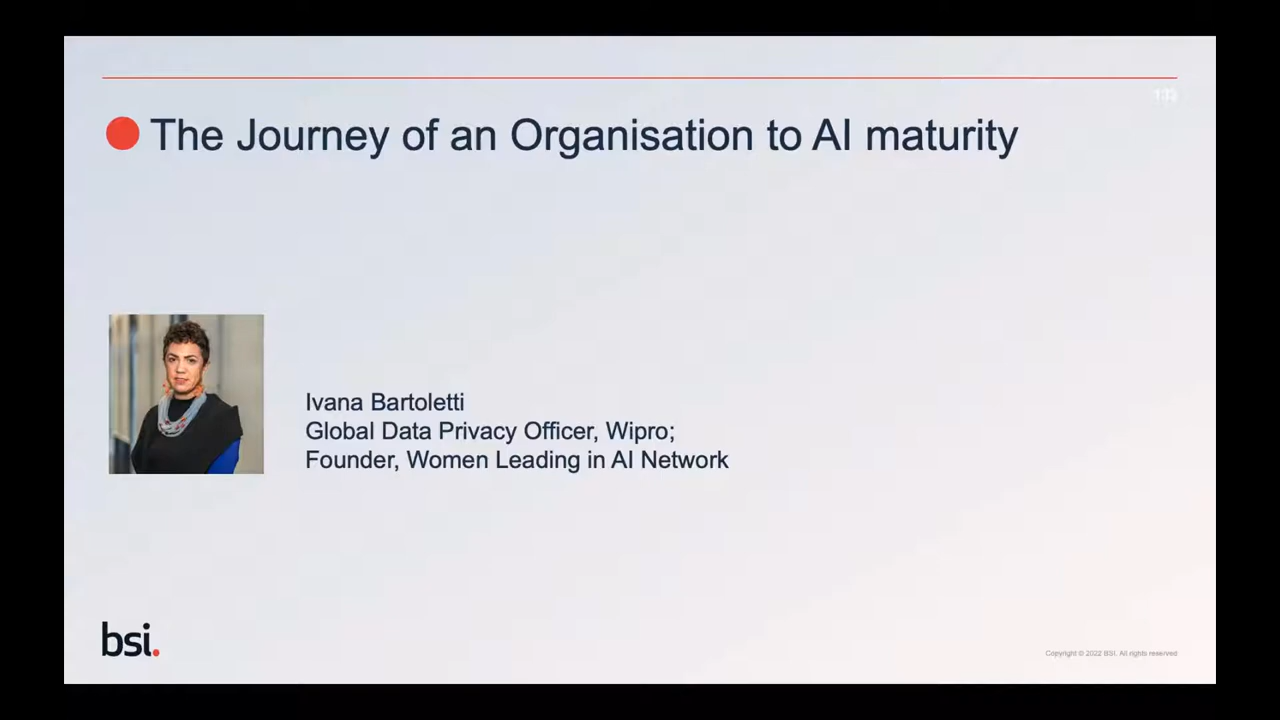 The Journey of an Organisation to AI maturity
Ivana Bartoletti
Global Data Privacy Officer, Wipro;
Founder, Women Leading in AI Network
bsi.
Copyright © 2022 BSI. All rights reserved